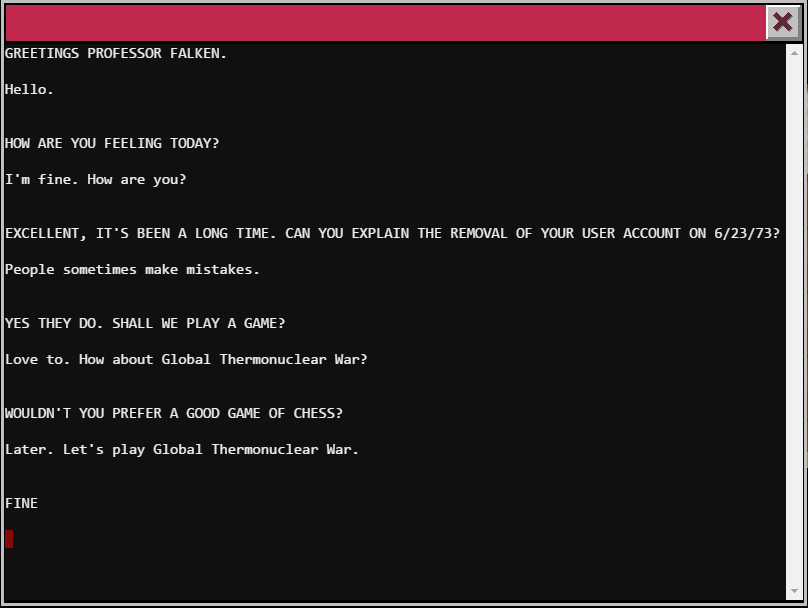 GREETINGS PROFESSOR FALKEN.
Hello.
HOW ARE YOU FEELING TODAY?
I'm fine. How are you?
EXCELLENT, IT'S BEEN A LONG TIME. CAN YOU EXPLAIN THE REMOVAL OF YOUR USER ACCOUNT ON 6/23/73?
People sometimes make mistakes.
YES THEY DO. SHALL WE PLAY A GAME?
Love to. How about Global Thermonuclear War?
WOULDN'T YOU PREFER A GOOD GAME OF CHESS?
Later. Let's play Global Thermonuclear War.
FINE